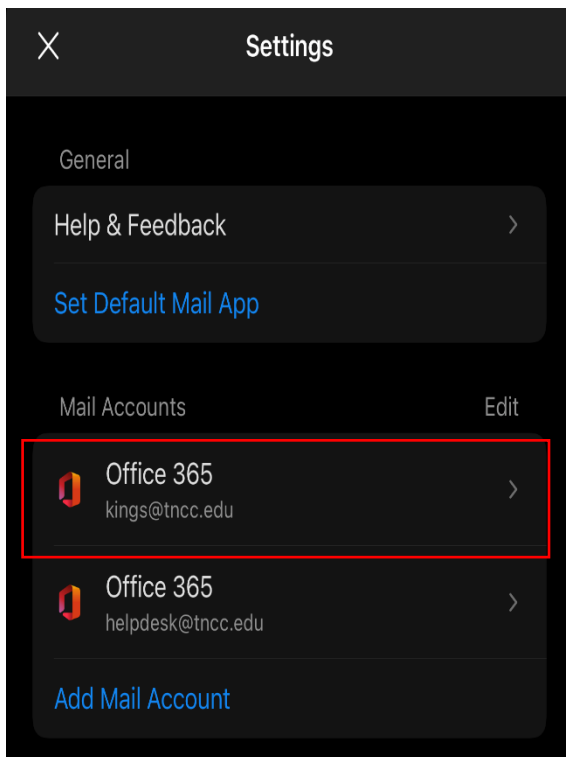 Settings
General
Help & Feedback
Set Default Mail App
Mail Accounts Edit
Office 365
kings@tncc.edu
Office 365
helpdesk@tncc.edu
Add Mail Account